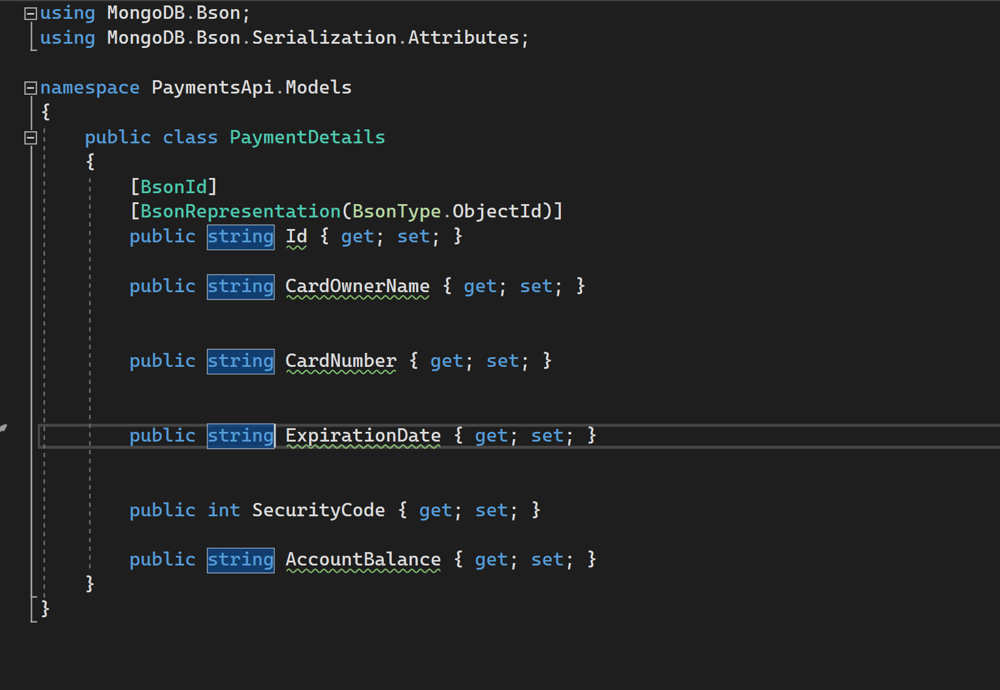 using MongoDB.Bson;
using MongoDB.Bson.Serialization.Attributes;
namespace PaymentsApi.Models
{
public class PaymentDetails
{
[BsonId]
[BsonRepresentation(BsonType.ObjectId)]
public string Id { get; set; }
public string CardOwnerName { get; set; }
public string CardNumber { get; set; }
public string ExpirationDate { get; set; }
public int SecurityCode { get; set; }
public string AccountBalance { get; set; }
}
}